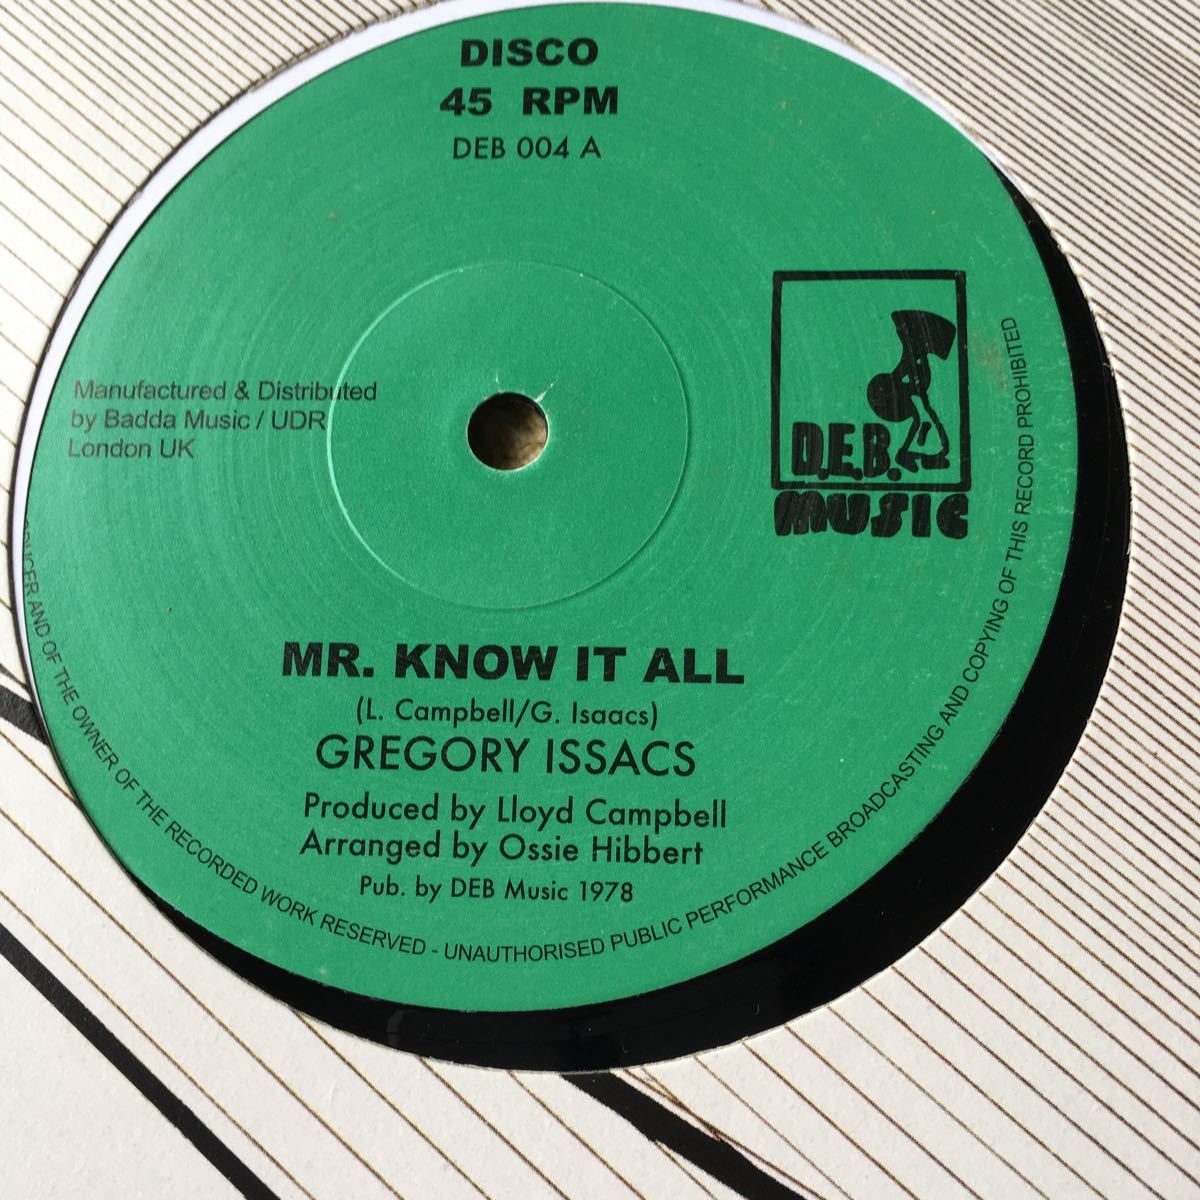 DISCO
45 RPM
DEB 004 A
Manufactured & Distributed
by Badda Music / UDR
London UK
D.E.B.
MUSIC
MR. KNOW IT ALL
(L. Campbell/G. Isaacs)
GREGORY ISSACS
Produced by Lloyd Campbell
Arranged by Ossie Hibbert
Pub. by DEB Music 1978
AND OF THE OWNER OF THE RECORDED WORK RESERVED - UNAUTHORISED PUBLIC PERFORMANCE BROADCASTING AND COPYING OF THIS RECORD PROHIBITED